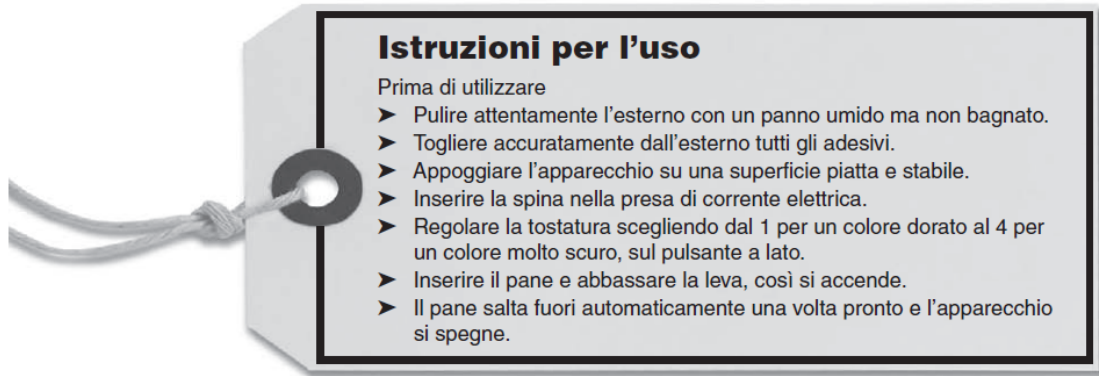 Istruzioni per l'uso
Prima di utilizzare
➤ Pulire attentamente l'esterno con un panno umido ma non bagnato.
➤ Togliere accuratamente dall'esterno tutti gli adesivi.
➤ Appoggiare l'apparecchio su una superficie piatta e stabile.
➤ Inserire la spina nella presa di corrente elettrica.
➤ Regolare la tostatura scegliendo dal 1 per un colore dorato al 4 per
un colore molto scuro, sul pulsante a lato.
➤ Inserire il pane e abbassare la leva, così si accende.
➤ Il pane salta fuori automaticamente una volta pronto e l'apparecchio
si spegne.